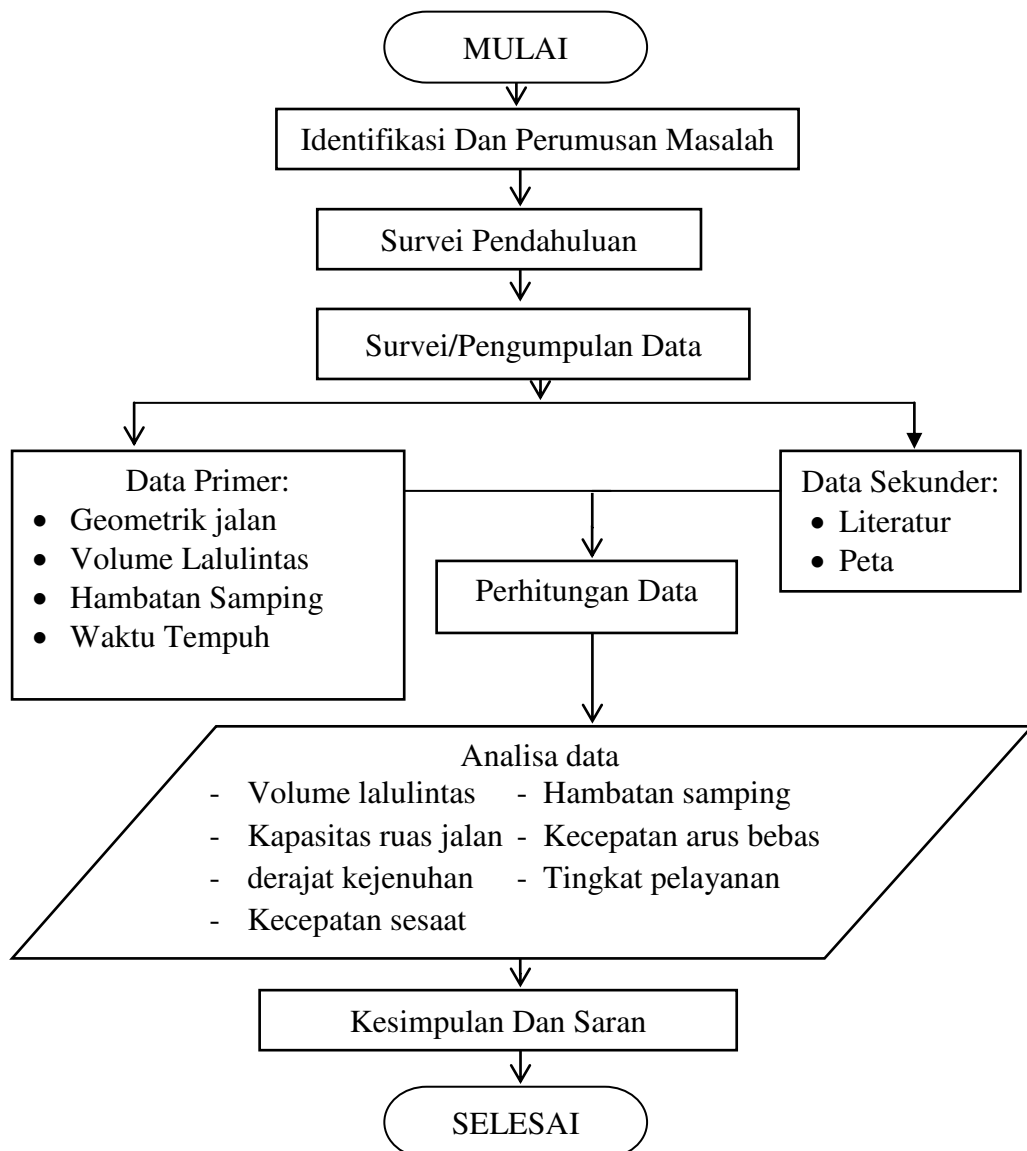 MULAI
Identifikasi Dan Perumusan Masalah
Survei Pendahuluan
Survei/Pengumpulan Data
Data Primer:
• Geometrik jalan
• Volume Lalulintas
• Hambatan Samping
• Waktu Tempuh
Data Sekunder:
• Literatur
• Peta
Perhitungan Data
Analisa data
- Volume lalulintas - Hambatan samping
- Kapasitas ruas jalan - Kecepatan arus bebas
- derajat kejenuhan - Tingkat pelayanan
- Kecepatan sesaat
Kesimpulan Dan Saran
SELESAI